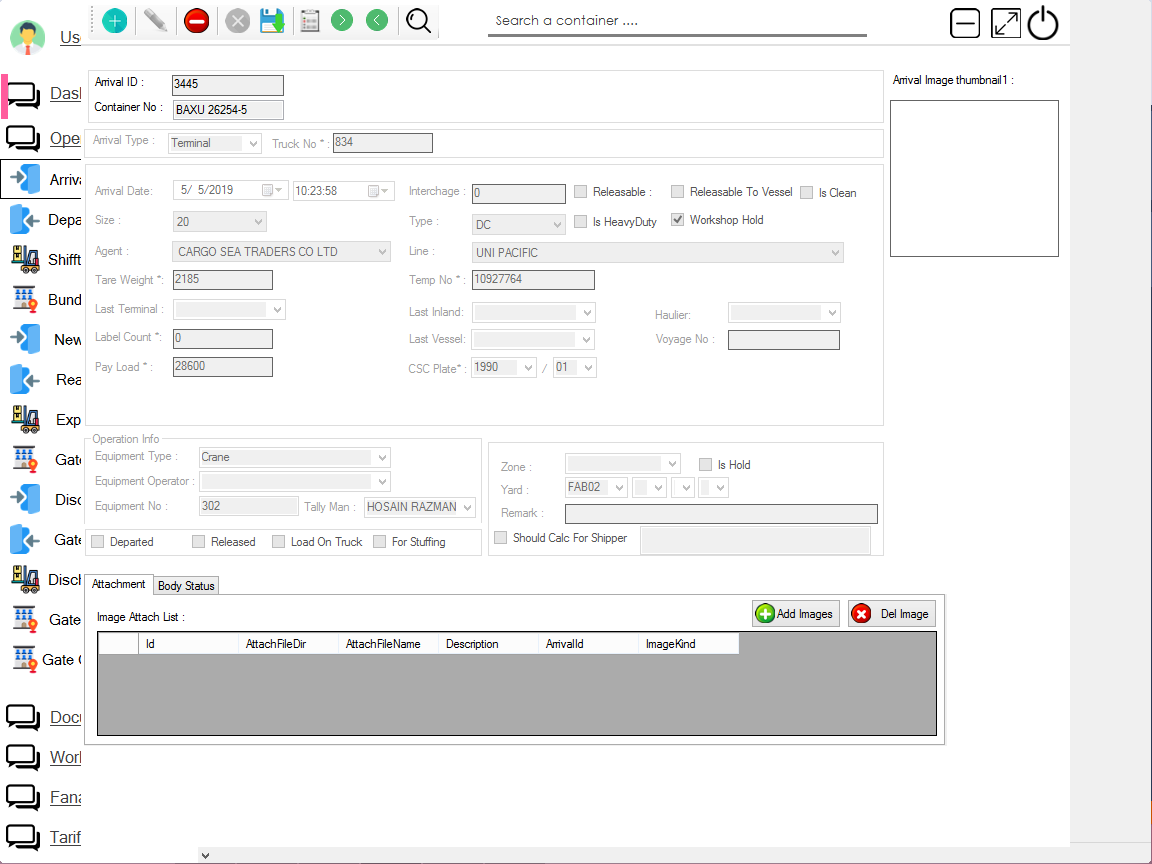 Search a container ....
Us
Dasl
Ope
Arriva
Depa
Shifft
Bund
New
Rea
Exp
Gat
Disc
Gate
Discl
Gate
Gate
Docu
Work
Fana
Tarif
Arrival ID :
3445
Container No :
BAXU 26254-5
Arrival Type :
Terminal
Truck No * :
834
Arrival Image thumbnail1 :
Arrival Date:
5/ 5/2019
10:23:58
Interchage :
0
Releasable :
Releasable To Vessel
Is Clean
Size :
20
Type :
DC
Is HeavyDuty
Workshop Hold
Agent :
CARGO SEA TRADERS CO LTD
Line :
UNI PACIFIC
Tare Weight *:
2185
Temp No * :
10927764
Last Terminal :
Last Inland:
Haulier:
Label Count *:
0
Last Vessel:
Voyage No :
Pay Load * :
28600
CSC Plate* :
1990
/
01
Operation Info
Equipment Type :
Crane
Equipment Operator :
Equipment No :
302
Tally Man :
HOSAIN RAZMAN
Departed
Released
Load On Truck
For Stuffing
Zone :
Is Hold
Yard :
FAB02
Remark :
Should Calc For Shipper
Attachment
Body Status
Image Attach List :
Add Images
Del Image
Id
AttachFileDir
AttachFileName
Description
ArrivalId
ImageKind